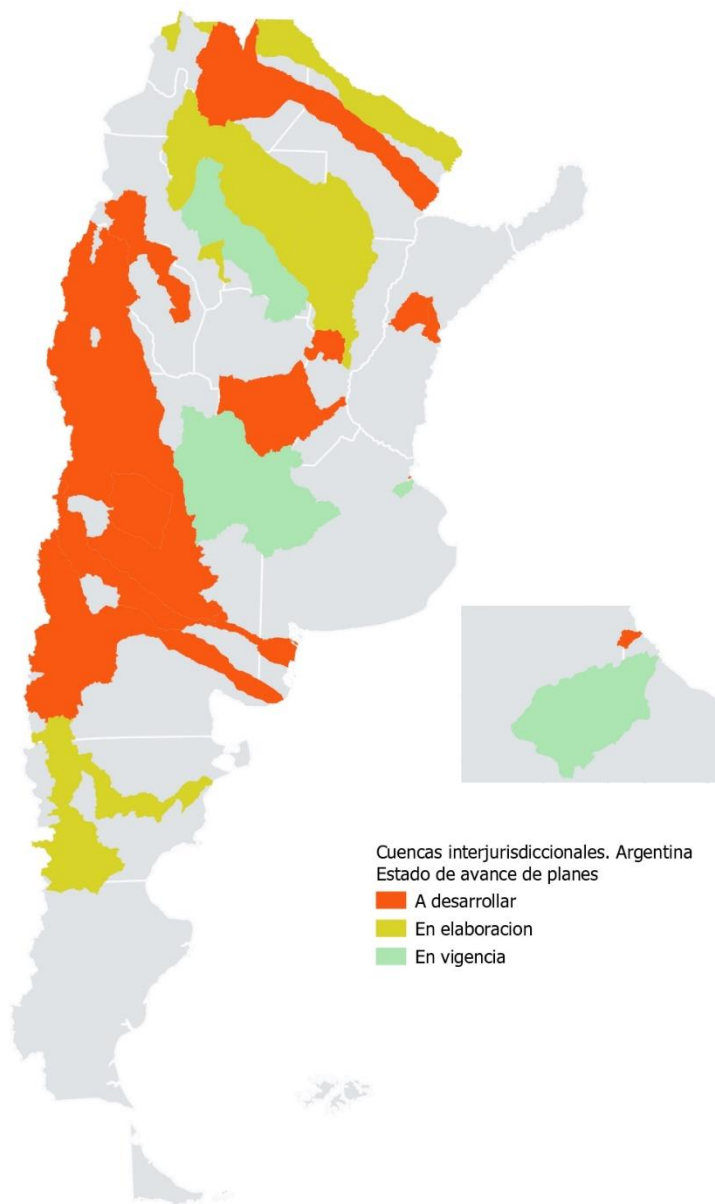 Cuencas interjurisdiccionales. Argentina
Estado de avance de planes
A desarrollar
En elaboracion
En vigencia